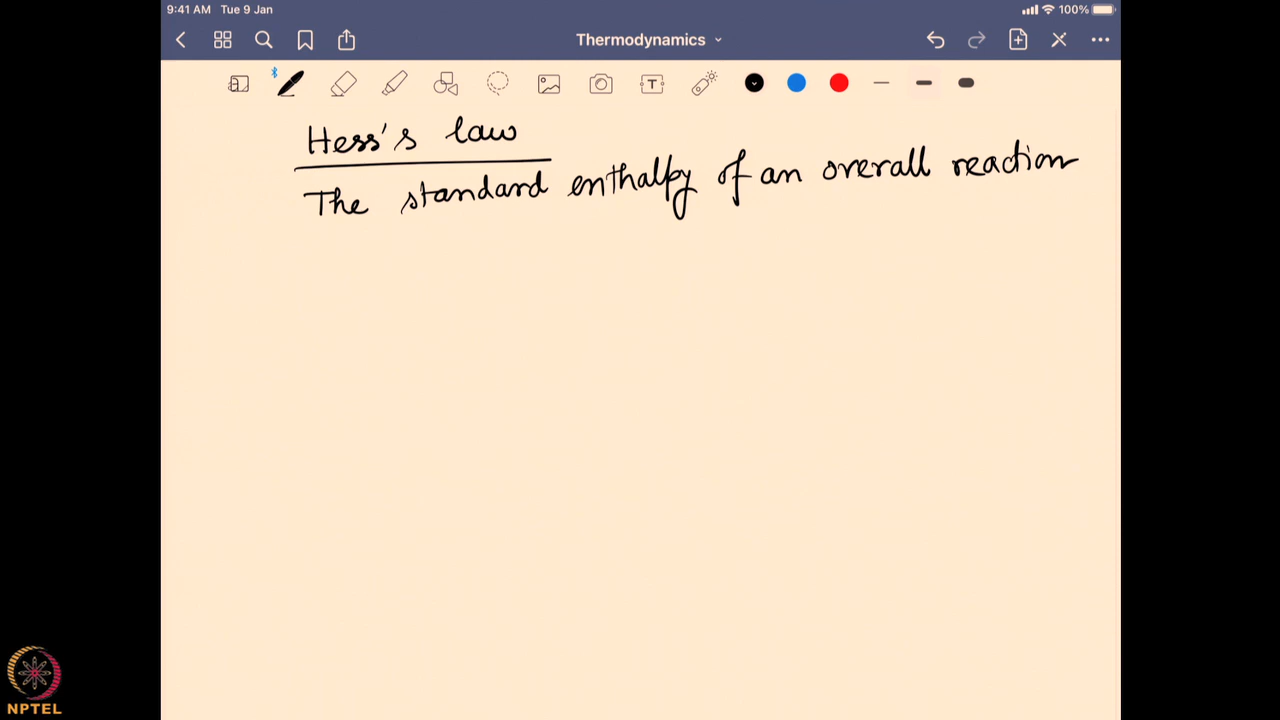 9:41 AM Tue 9 Jan
100%
Thermodynamics
T
Hess's law
The standard enthalpy of an overall reaction
NPTEL